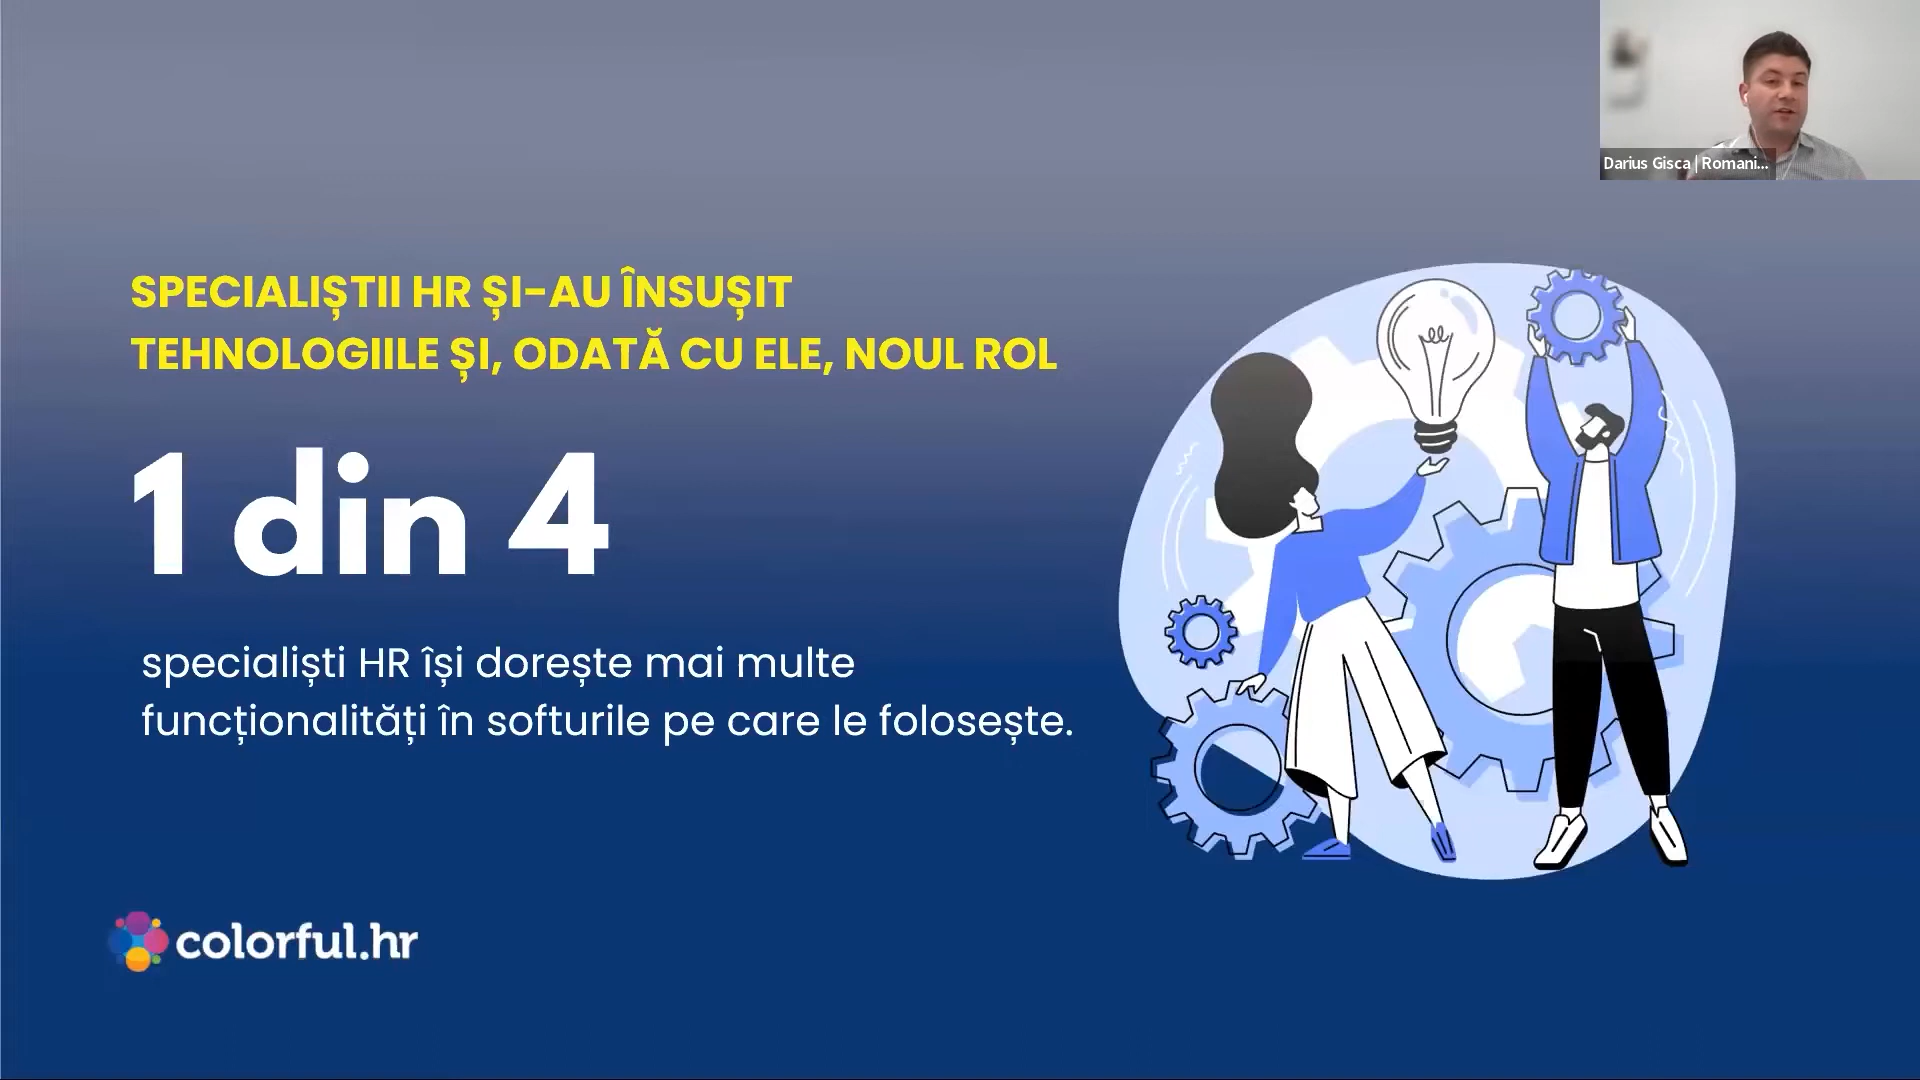 Darius Gisca | Romani...
SPECIALIȘTII HR ȘI-AU ÎNSUȘIT
TEHNOLOGIILE ȘI, ODATĂ CU ELE, NOUL ROL
1 din 4
specialiști HR își dorește mai multe
funcționalități în softurile pe care le folosește.
colorful.hr